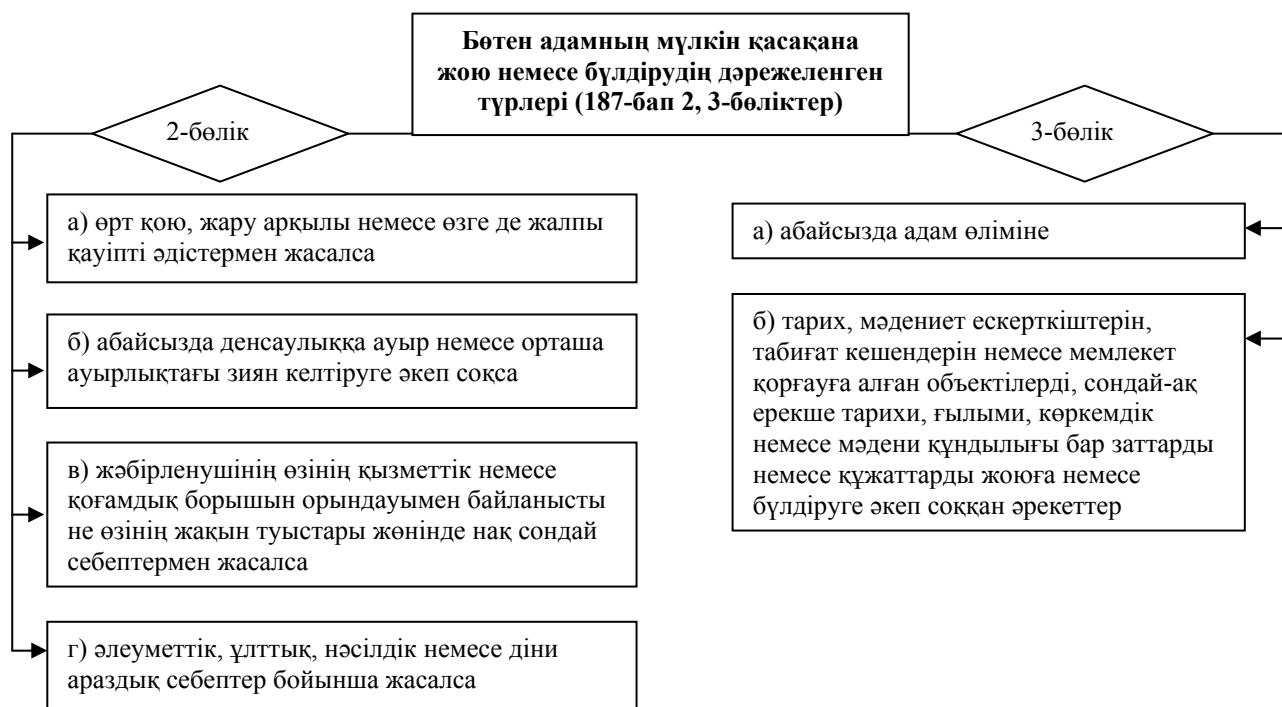 Бөтен адамның мүлкін қасақана
жою немесе бүлдірудің дәрежеленген
түрлері (187-бап 2, 3-бөліктер)
2-бөлік
3-бөлік
а) өрт қою, жару арқылы немесе өзге де жалпы
қауіпті әдістермен жасалса
б) абайсызда денсаулыққа ауыр немесе орташа
ауырлықтағы зиян келтіруге әкеп соқса
в) жәбірленушінің өзінің қызметтік немесе
қоғамдық борышын орындауымен байланысты
не өзінің жақын туыстары жөнінде нақ сондай
себептермен жасалса
г) әлеуметтік, ұлттық, нәсілдік немесе діни
араздық себептер бойынша жасалса
а) абайсызда адам өліміне
б) тарих, мәдениет ескерткіштерін,
табиғат кешендерін немесе мемлекет
қорғауға алған объектілерді, сондай-ақ
ерекше тарихи, ғылыми, көркемдік
немесе мәдени құндылығы бар заттарды
немесе құжаттарды жоюға немесе
бүлдіруге әкеп соққан әрекеттер